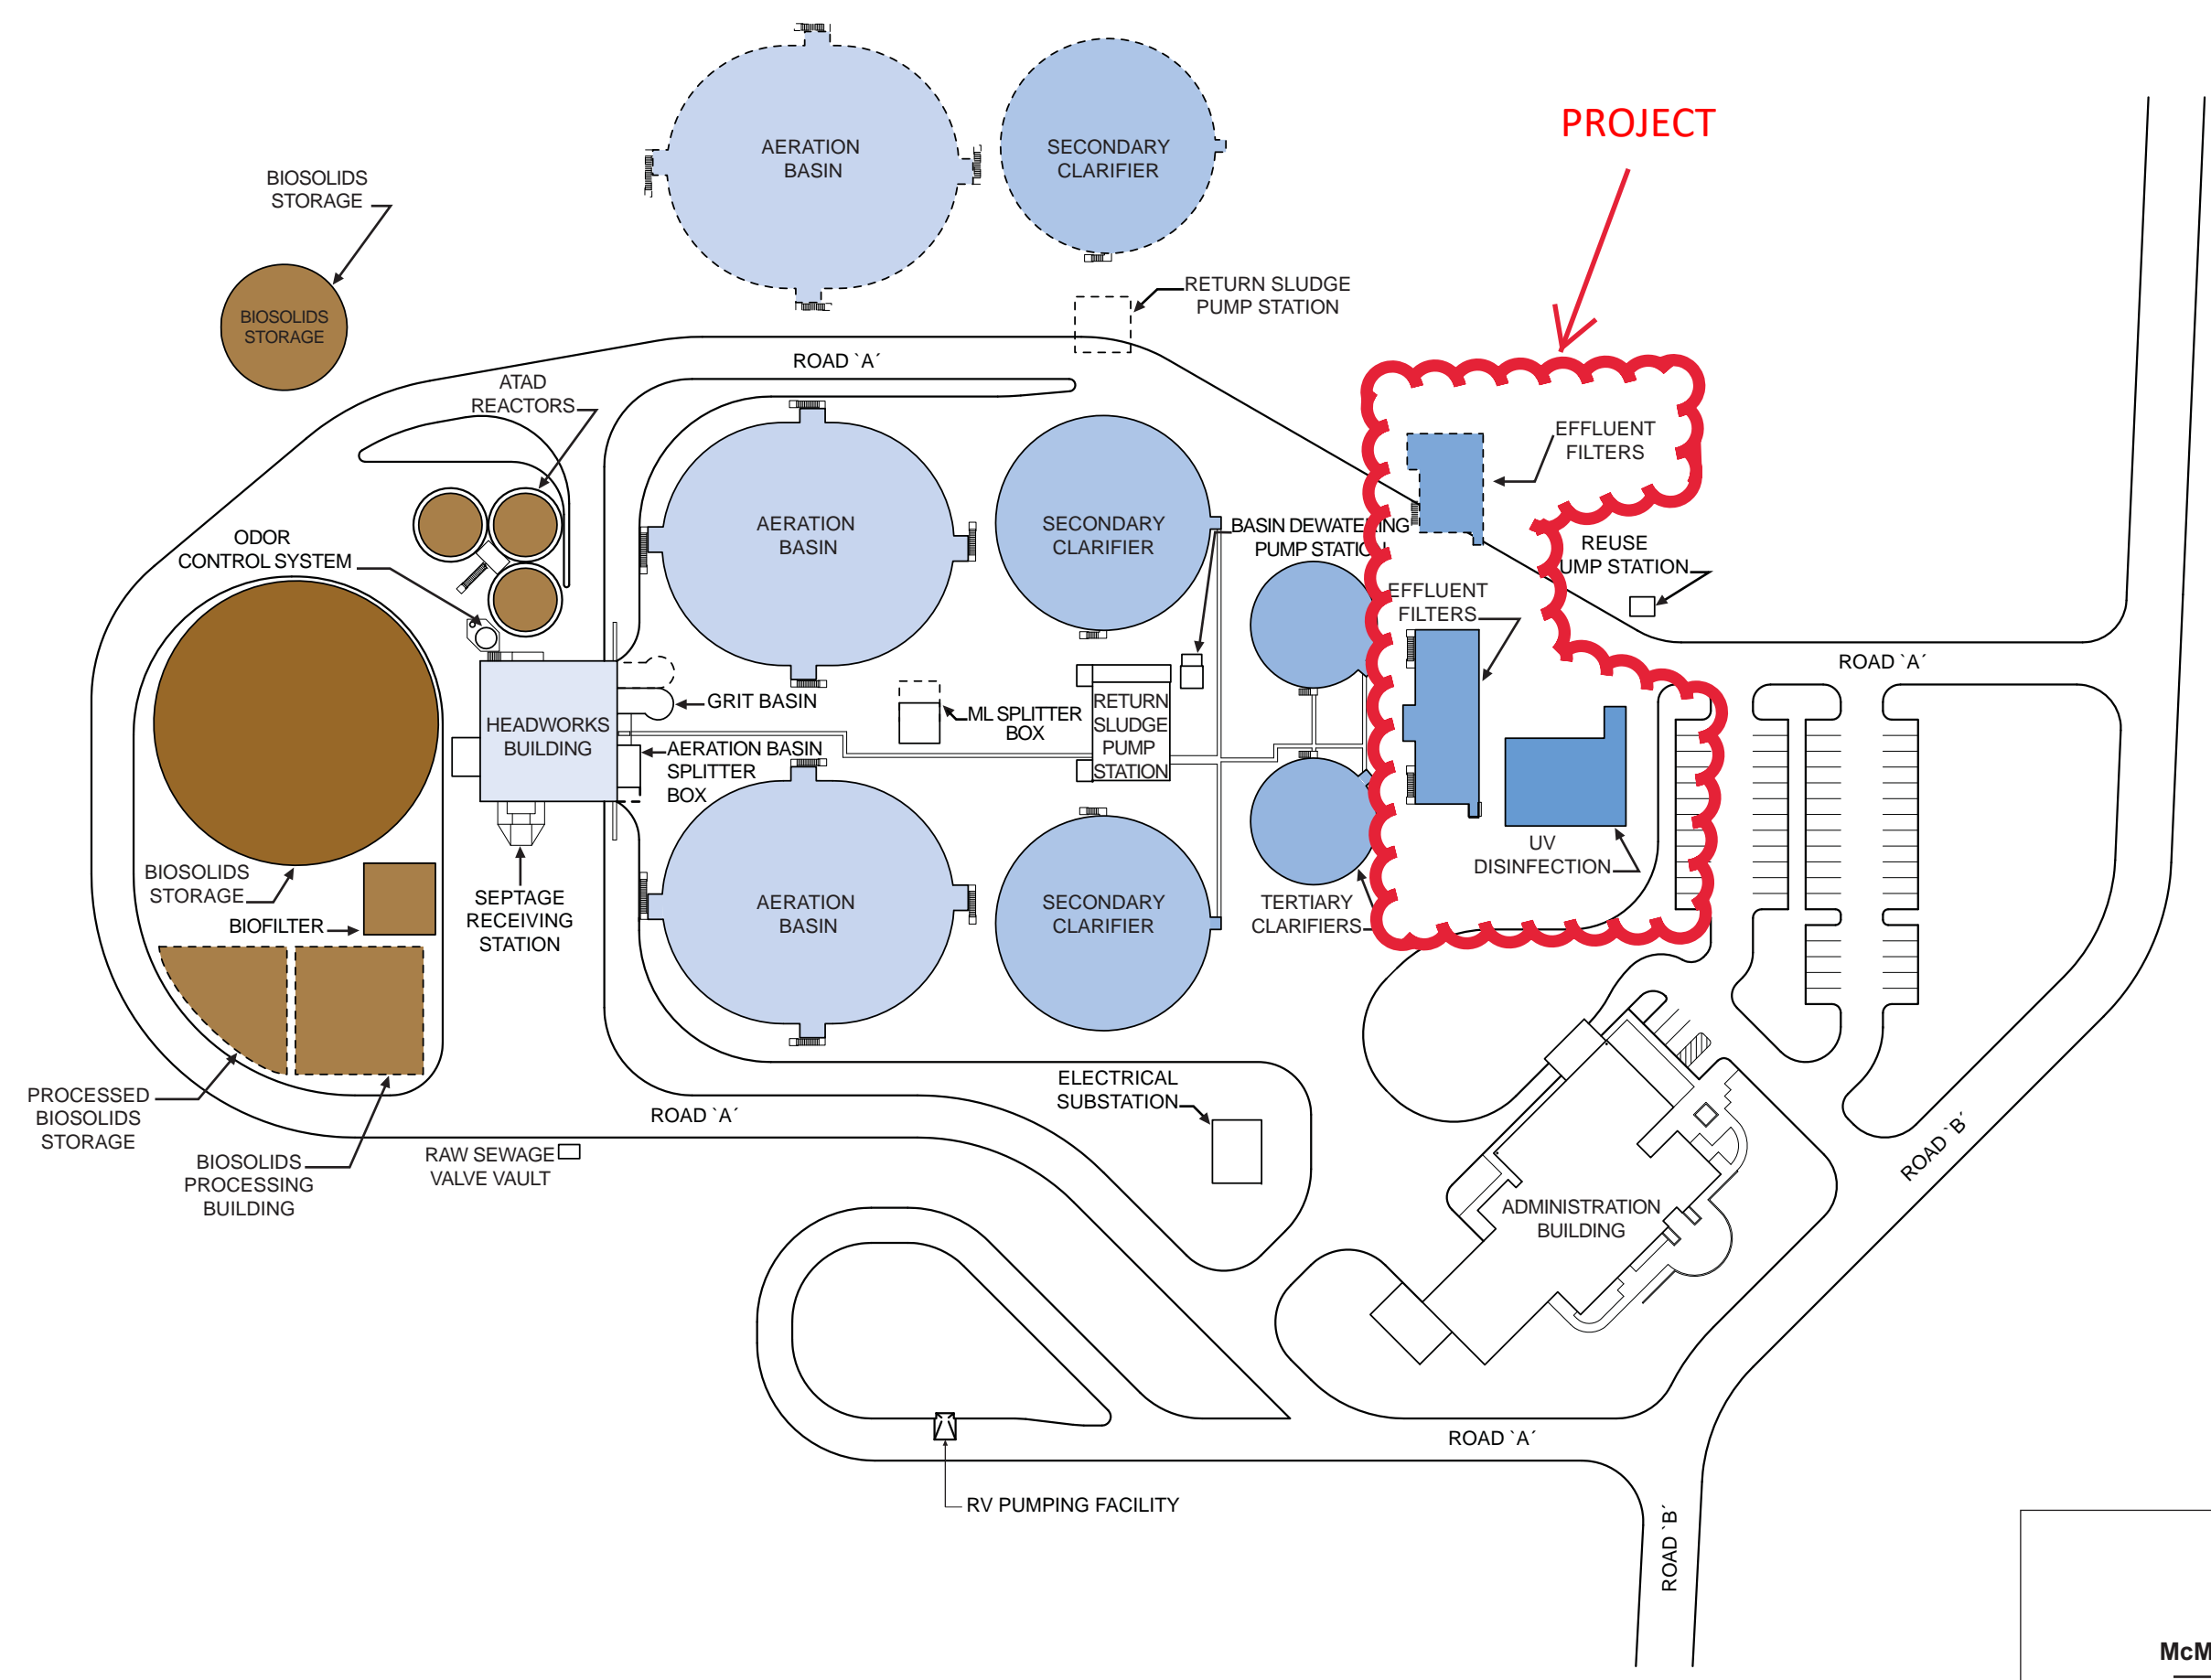 PROJECT
AERATION
BASIN
SECONDARY
CLARIFIER
BIOSOLIDS
STORAGE
BIOSOLIDS
STORAGE
RETURN SLUDGE
PUMP STATION
ROAD `A´
ATAD
REACTORS
EFFLUENT
FILTERS
ODOR
CONTROL SYSTEM
AERATION
BASIN
SECONDARY
CLARIFIER
BASIN DEWATERING
PUMP STATION
REUSE
UMP STATION
EFFLUENT
FILTERS
ROAD `A´
HEADWORKS
BUILDING
GRIT BASIN
ML SPLITTER
BOX
RETURN
SLUDGE
PUMP
STATION
AERATION BASIN
SPLITTER
BOX
UV
DISINFECTION
BIOSOLIDS
STORAGE
BIOFILTER
SEPTAGE
RECEIVING
STATION
AERATION
BASIN
SECONDARY
CLARIFIER
TERTIARY
CLARIFIERS
PROCESSED
BIOSOLIDS
STORAGE
BIOSOLIDS
PROCESSING
BUILDING
RAW SEWAGE
VALVE VAULT
ROAD `A´
ELECTRICAL
SUBSTATION
ROAD `B´
ADMINISTRATION
BUILDING
ROAD `A´
RV PUMPING FACILITY
ROAD `B´
McM